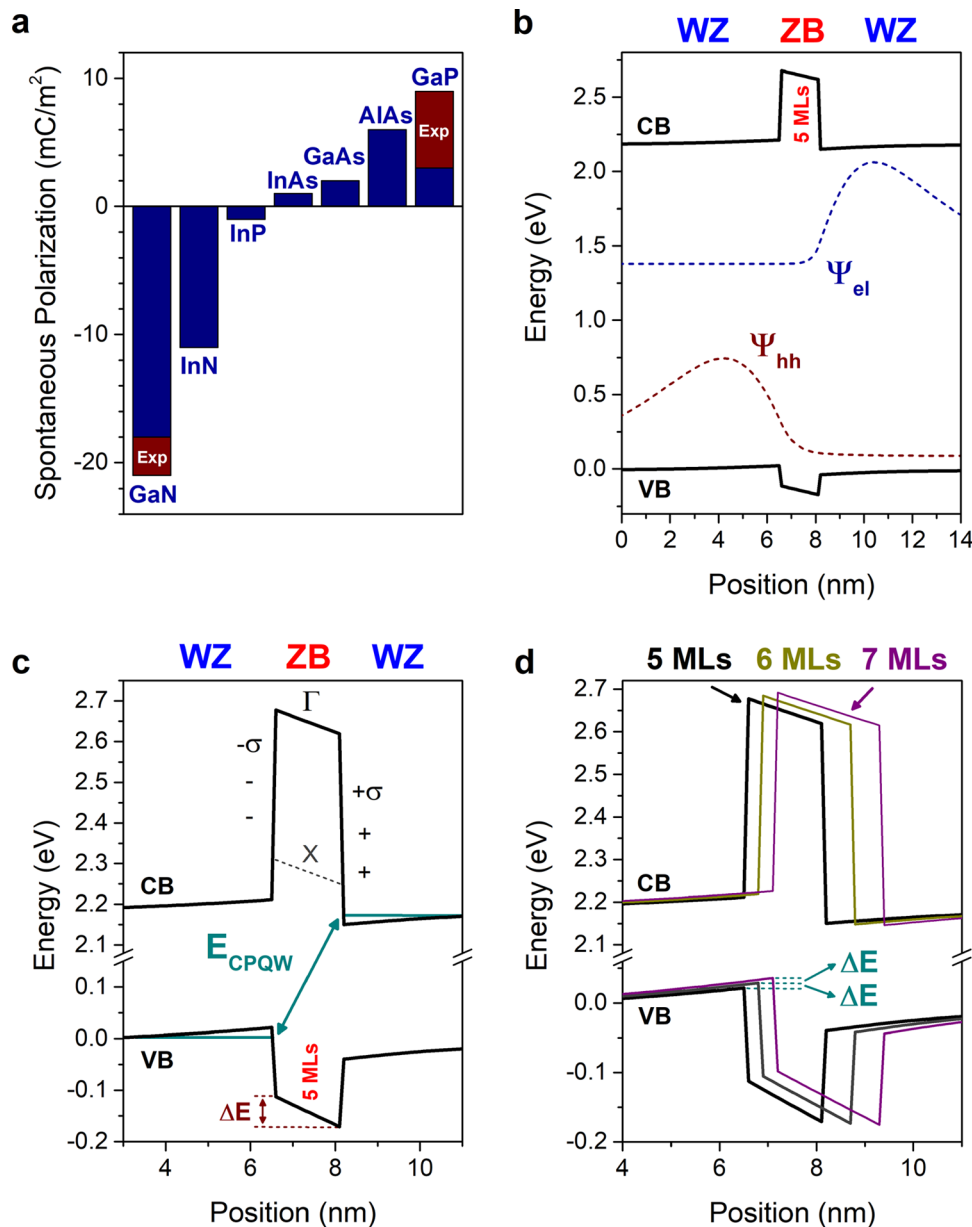 a
Spontaneous Polarization (mC/m²)
10
0
-10
-20
GaN
InN
InP
InAs
GaAs
AlAs
GaP
Exp
Exp
b
WZ ZB WZ
Energy (eV)
2.5
2.0
1.5
1.0
0.5
0.0
CB
5 MLs
Ψel
Ψhh
VB
0 2 4 6 8 10 12 14
Position (nm)
c
WZ ZB WZ
Energy (eV)
2.7
2.6
2.5
2.4
2.3
2.2
2.1
0.1
0.0
-0.1
-0.2
Γ
-σ
-
-
+σ
+
+
X
CB
E_CPQW
VB
5 MLs
ΔE
4 6 8 10
Position (nm)
d
5 MLs 6 MLs 7 MLs
Energy (eV)
2.7
2.6
2.5
2.4
2.3
2.2
2.1
0.0
-0.1
-0.2
CB
ΔE
ΔE
VB
4 6 8 10
Position (nm)